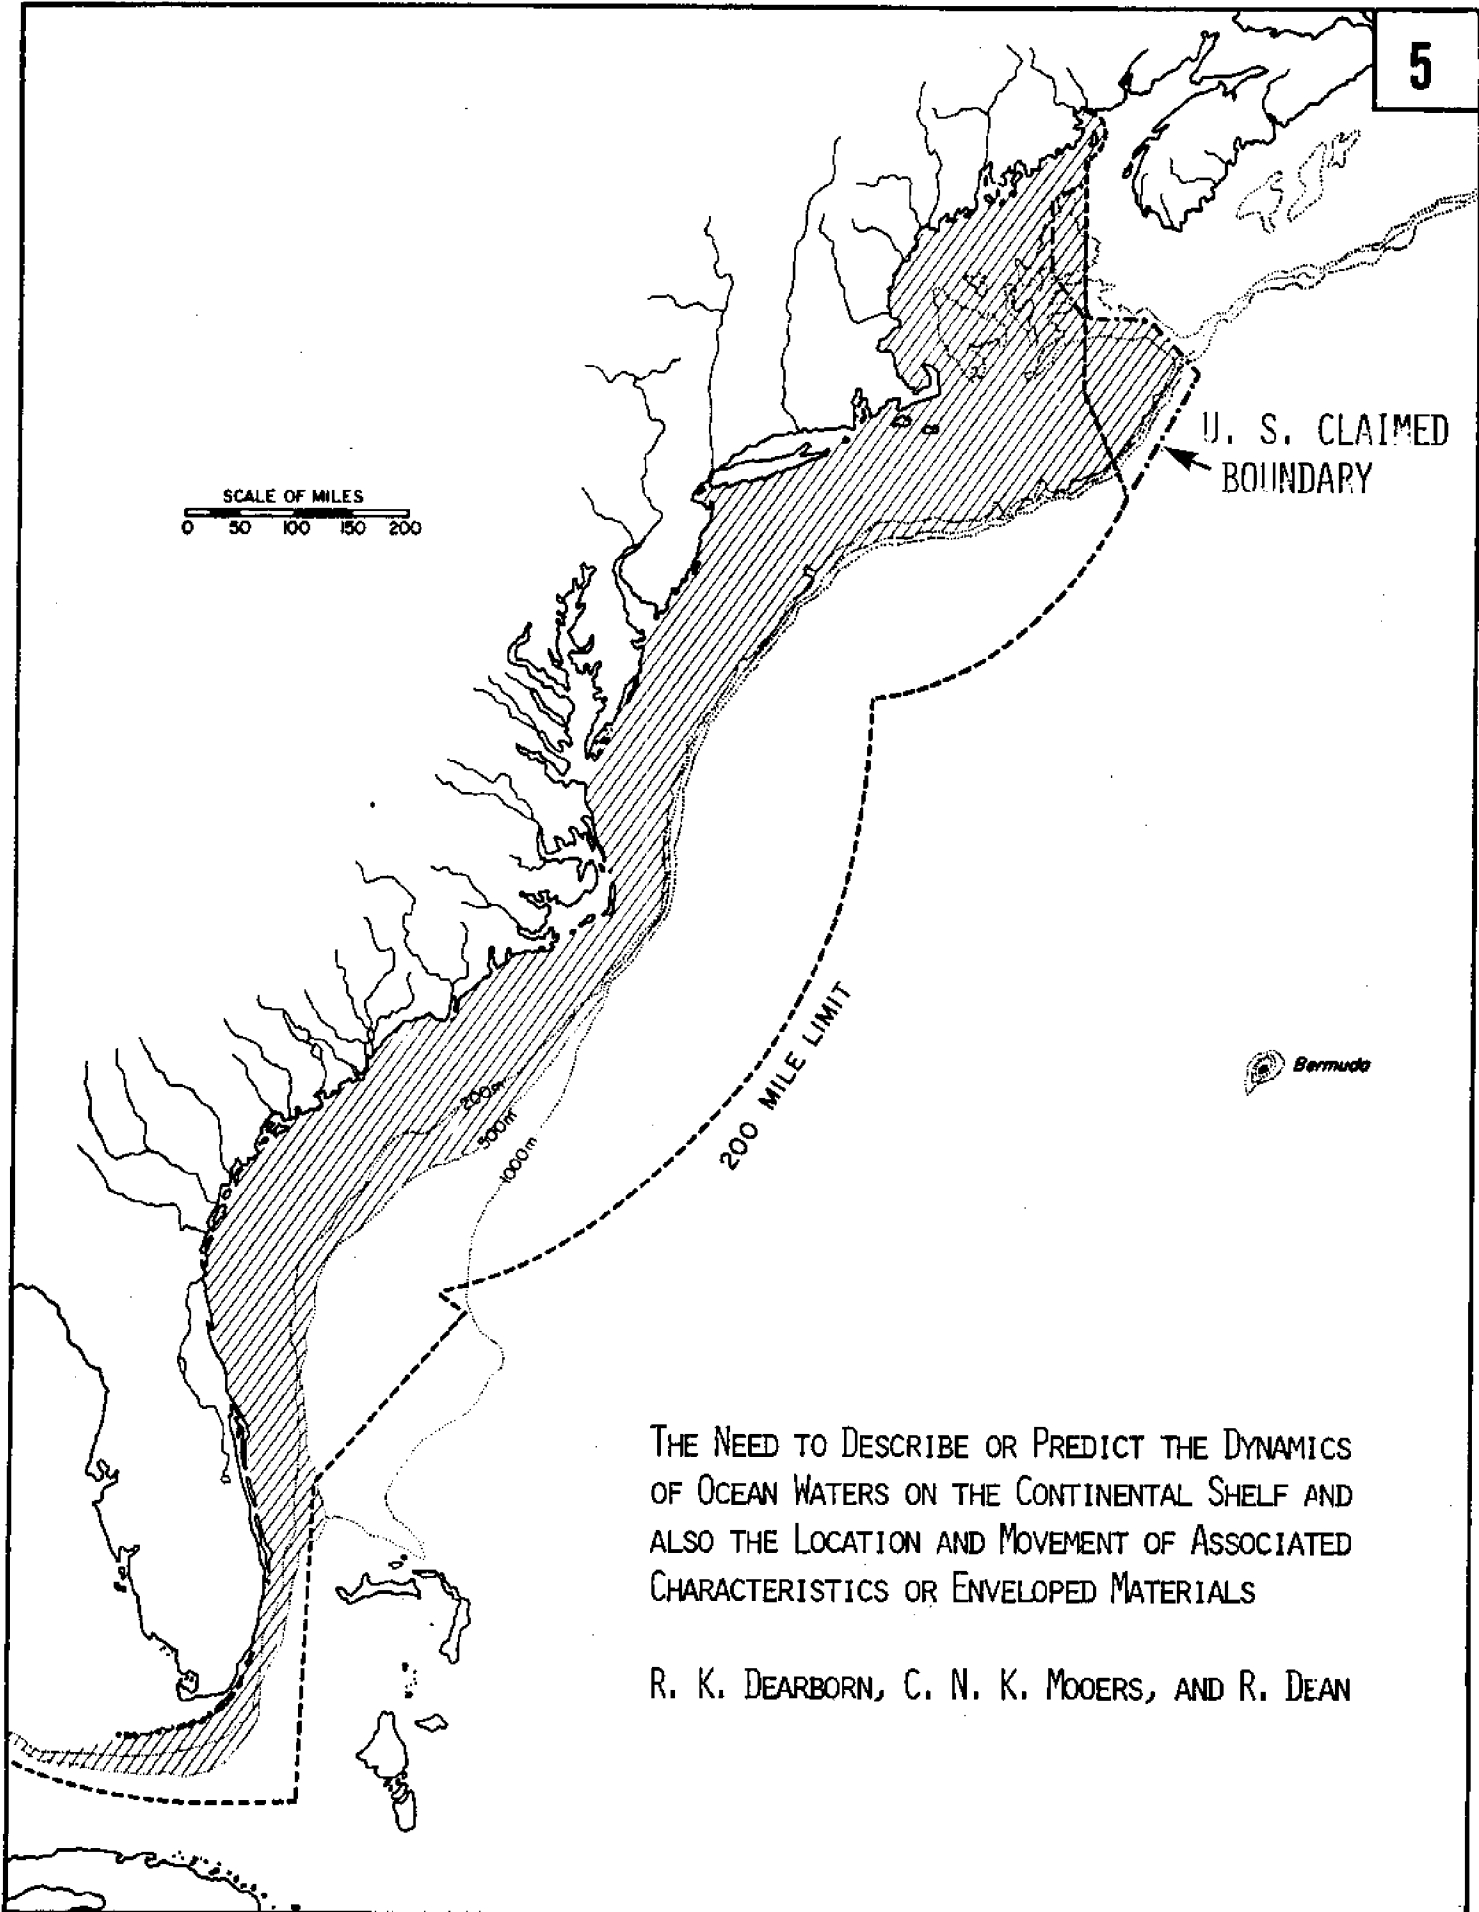 5
U. S. CLAIMED
BOUNDARY
SCALE OF MILES
0 50 100 150 200
200 MILE LIMIT
Bermuda
200m
500m
1000m
THE NEED TO DESCRIBE OR PREDICT THE DYNAMICS
OF OCEAN WATERS ON THE CONTINENTAL SHELF AND
ALSO THE LOCATION AND MOVEMENT OF ASSOCIATED
CHARACTERISTICS OR ENVELOPED MATERIALS
R. K. DEARBORN, C. N. K. MOOERS, AND R. DEAN